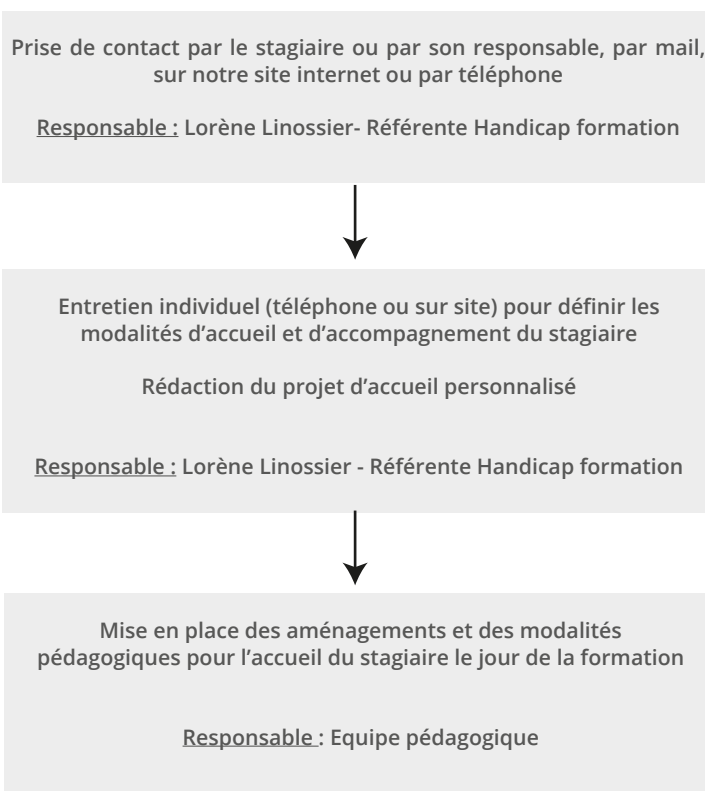 Prise de contact par le stagiaire ou par son responsable, par mail,
sur notre site internet ou par téléphone
Responsable : Lorène Linossier- Référente Handicap formation
Entretien individuel (téléphone ou sur site) pour définir les
modalités d’accueil et d’accompagnement du stagiaire
Rédaction du projet d’accueil personnalisé
Responsable : Lorène Linossier - Référente Handicap formation
Mise en place des aménagements et des modalités
pédagogiques pour l’accueil du stagiaire le jour de la formation
Responsable : Equipe pédagogique